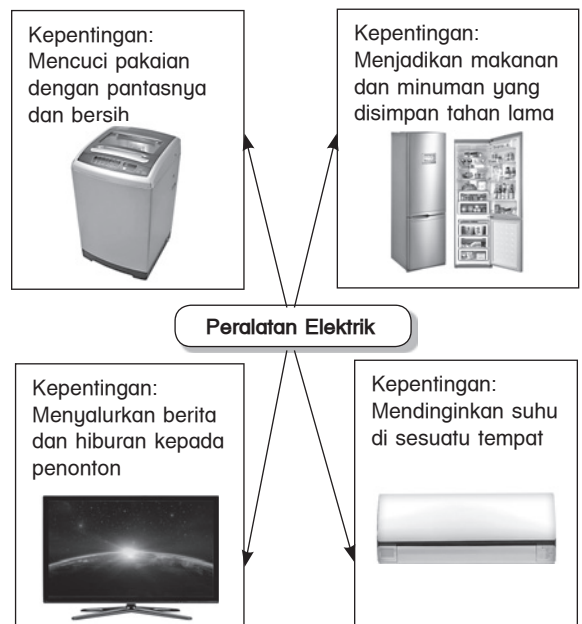 Kepentingan:
Mencuci pakaian
dengan pantasnya
dan bersih
Kepentingan:
Menjadikan makanan
dan minuman yang
disimpan tahan lama
Peralatan Elektrik
Kepentingan:
Menyalurkan berita
dan hiburan kepada
penonton
Kepentingan:
Mendinginkan suhu
di sesuatu tempat